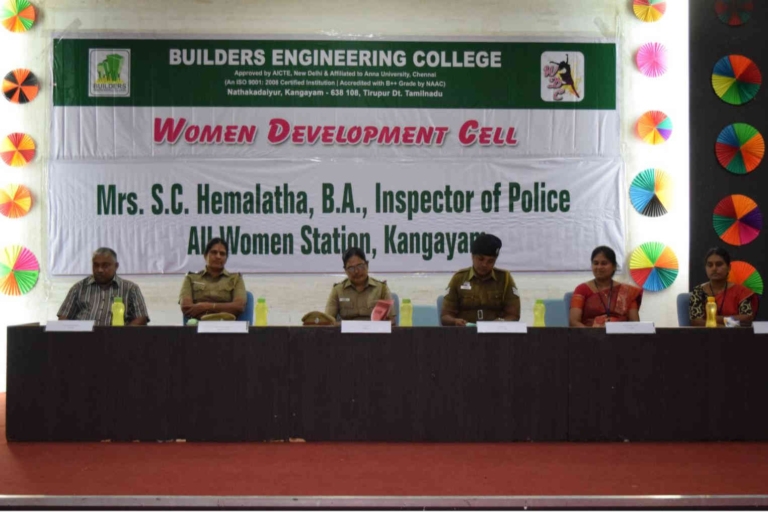 BUILDERS ENGINEERING COLLEGE
Approved by AICTE, New Delhi & Affiliated to Anna University, Chennai
(An ISO 9001: 2008 Certified Institution | Accredited with B++ Grade by NAAC)
Nathakadaiyur, Kangayam - 638 108, Tirupur Dt. Tamilnadu
BUILDERS
WDC
WOMEN DEVELOPMENT CELL
Mrs. S.C. Hemalatha, B.A., Inspector of Police
All Women Station, Kangayam